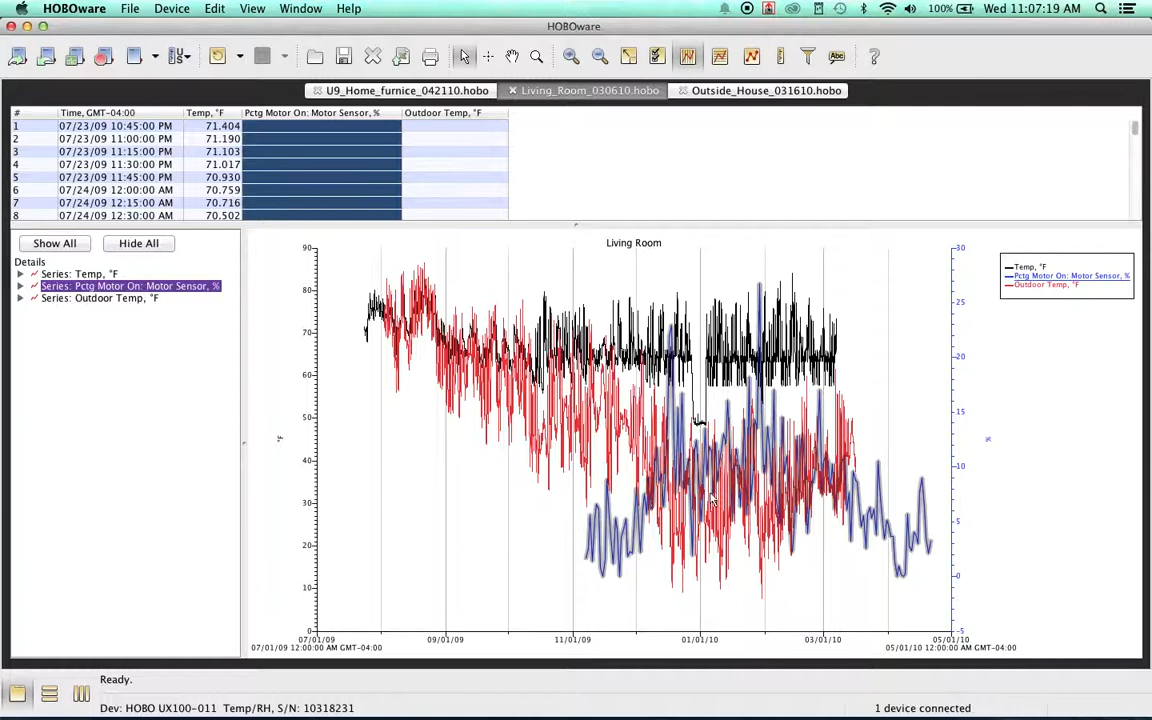 HOBOware File Device Edit View Window Help 100% Wed 11:07:19 AM
HOBOware
U9_Home_furnice_042110.hobo Living_Room_030610.hobo Outside_House_031610.hobo
# Time, GMT-04:00 Temp, °F Pctg Motor On: Motor Sensor, % Outdoor Temp, °F
1 07/23/09 10:45:00 PM 71.404
2 07/23/09 11:00:00 PM 71.190
3 07/23/09 11:15:00 PM 71.103
4 07/23/09 11:30:00 PM 71.017
5 07/23/09 11:45:00 PM 70.930
6 07/24/09 12:00:00 AM 70.759
7 07/24/09 12:15:00 AM 70.716
8 07/24/09 12:30:00 AM 70.502
Show All Hide All
Details
Series: Temp, °F
Series: Pctg Motor On: Motor Sensor, %
Series: Outdoor Temp, °F
Living Room
90
80
70
60
50
40
30
20
10
0
°F
30
25
20
15
10
5
0
-5
%
Temp, °F
Pctg Motor On: Motor Sensor, %
Outdoor Temp, °F
07/01/09 09/01/09 11/01/09 01/01/10 03/01/10 05/01/10
07/01/09 12:00:00 AM GMT-04:00 05/01/10 12:00:00 AM GMT-04:00
Abc
Ready.
Dev: HOBO UX100-011 Temp/RH, S/N: 10318231 1 device connected